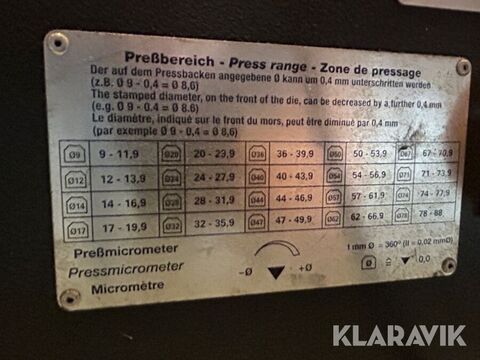 Preßbereich - Press range - Zone de pressage
Der auf dem Pressbacken angegebene Ø kann um 0,4 mm unterschritten werden
(z.B. Ø 9 - 0,4 = Ø 8,6)
The stamped diameter, on the front of the die, can be decreased by a further 0,4 mm
(e.g. Ø 9 - 0.4 = Ø 8.6)
Le diamètre, indiqué sur le front du mors, peut être diminué par 0,4 mm
(par exemple Ø 9 - 0,4 = Ø 8,6)
Ø9 9 - 11,9 Ø20 20 - 23,9 Ø36 36 - 39,9 Ø50 50 - 53,9 Ø67 67 - 70,9
Ø12 12 - 13,9 Ø24 24 - 27,9 Ø40 40 - 43,9 Ø54 54 - 56,9 Ø71 71 - 73,9
Ø14 14 - 16,9 Ø28 28 - 31,9 Ø44 44 - 46,9 Ø57 57 - 61,9 Ø74 74 - 77,9
Ø17 17 - 19,9 Ø32 32 - 35,9 Ø47 47 - 49,9 Ø62 62 - 66,9 Ø78 78 - 88
Preßmicrometer
Pressmicrometer
Micromètre
-Ø +Ø
1 mm Ø = 360° (II = 0,02 mmØ)
Ø ≙ 0,0
KLARAVIK